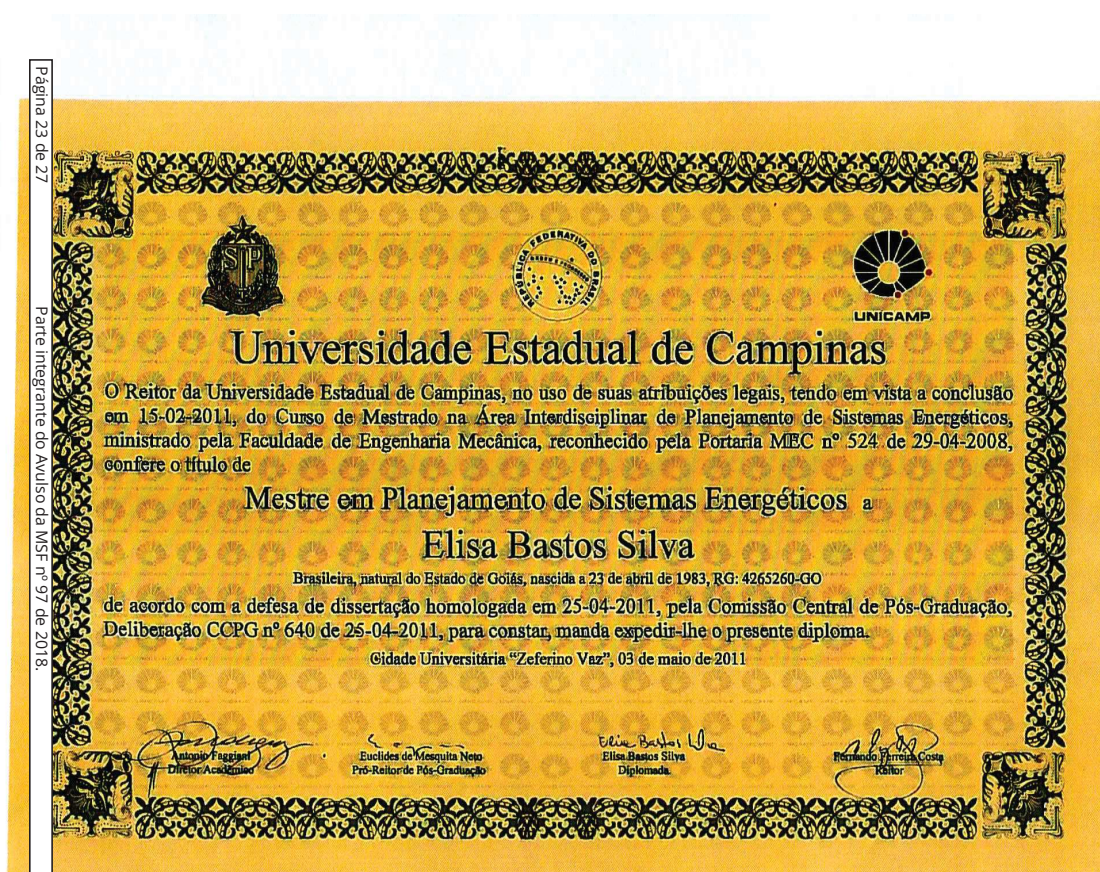 Página 23 de 27
Parte integrante do Avulso da MSF nº 97 de 2018.
STP
REPÚBLICA FEDERATIVA DO BRASIL
ORDEM E PROGRESSO
UNICAMP
Universidade Estadual de Campinas
O Reitor da Universidade Estadual de Campinas, no uso de suas atribuições legais, tendo em vista a conclusão
em 15-02-2011, do Curso de Mestrado na Área Interdisciplinar de Planejamento de Sistemas Energéticos,
ministrado pela Faculdade de Engenharia Mecânica, reconhecido pela Portaria MEC nº 524 de 29-04-2008,
confere o título de
Mestre em Planejamento de Sistemas Energéticos a
Elisa Bastos Silva
Brasileira, natural do Estado de Goiás, nascida a 23 de abril de 1983, RG: 4265260-GO
de acordo com a defesa de dissertação homologada em 25-04-2011, pela Comissão Central de Pós-Graduação,
Deliberação CCPG nº 640 de 25-04-2011, para constar, manda expedir-lhe o presente diploma.
Cidade Universitária "Zeferino Vaz", 03 de maio de 2011
Antonio Faggiani
Diretor Acadêmico
Euclides de Mesquita Neto
Pró-Reitor de Pós-Graduação
Elisa Bastos Silva
Elisa Bastos Silva
Diplomada
Fernando Ferreira Costa
Reitor